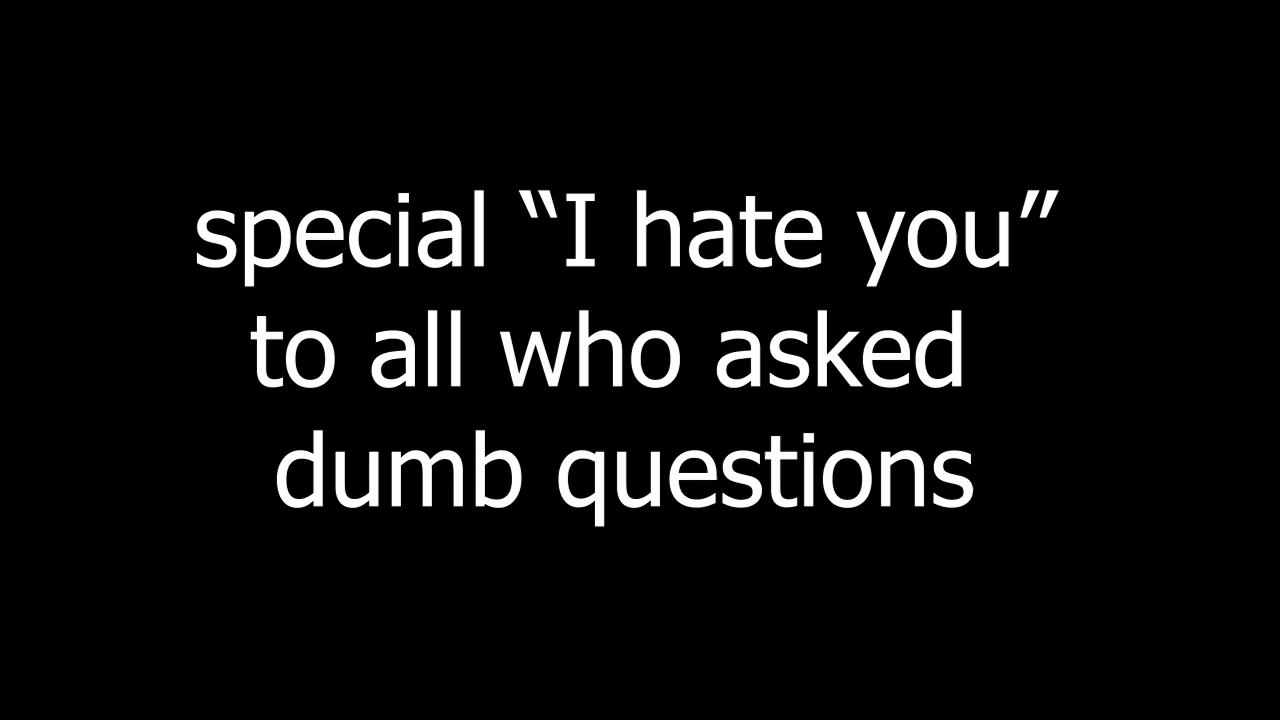 special “I hate you”
to all who asked
dumb questions